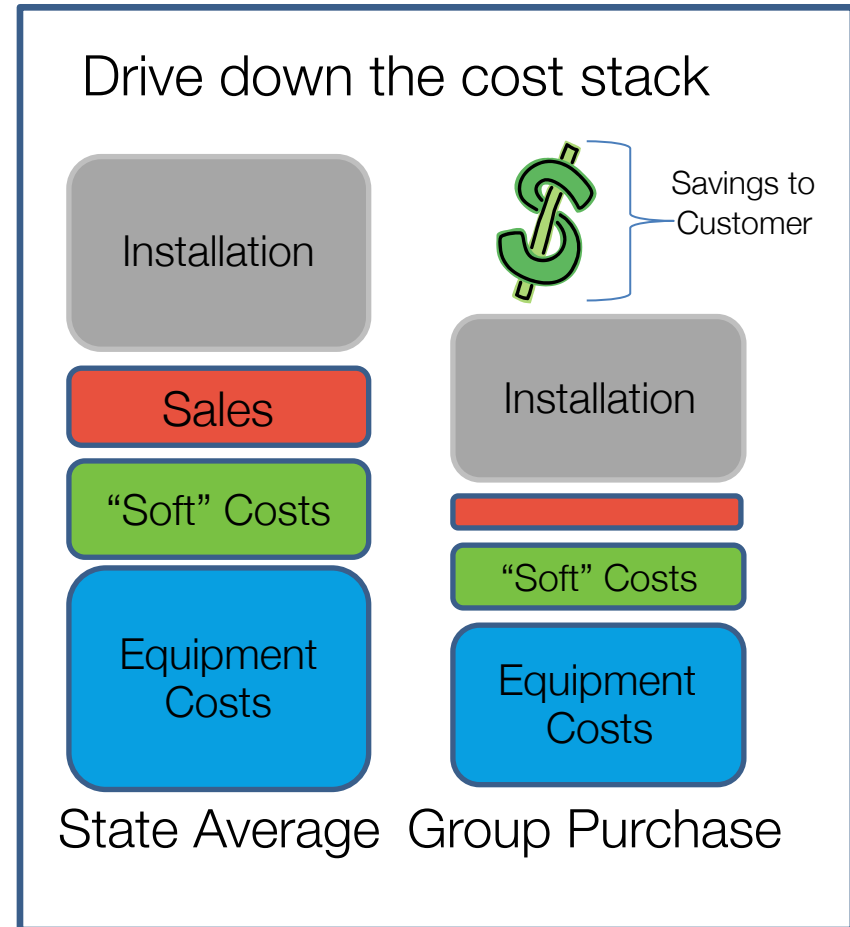 Drive down the cost stack
Installation
Sales
“Soft” Costs
Equipment
Costs
State Average
Savings to
Customer
Installation
“Soft” Costs
Equipment
Costs
Group Purchase